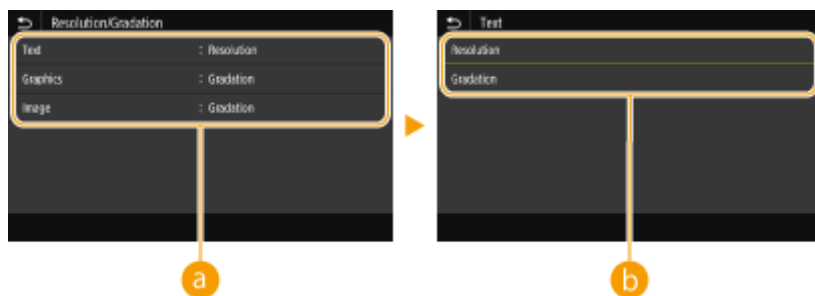 Resolution/Gradation
Text : Resolution
Graphics : Gradation
Image : Gradation
a
Text
Resolution
Gradation
b